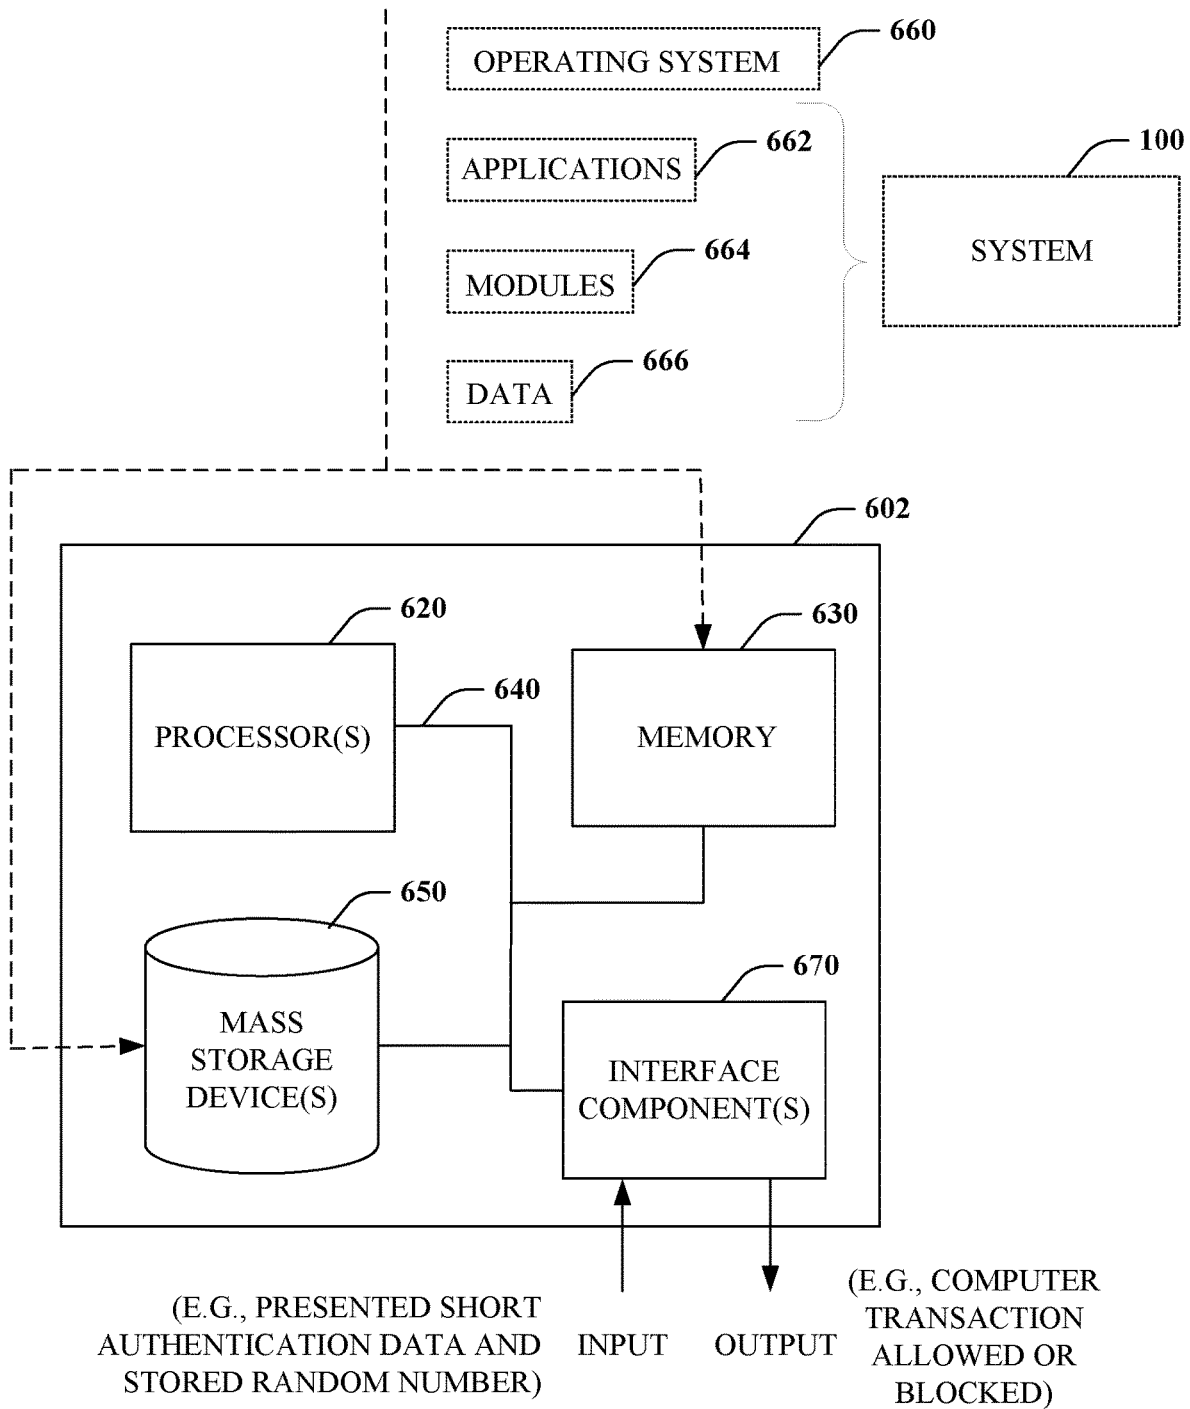 660
OPERATING SYSTEM
662
APPLICATIONS
100
SYSTEM
664
MODULES
666
DATA
602
620
PROCESSOR(S)
630
MEMORY
640
650
MASS
STORAGE
DEVICE(S)
670
INTERFACE
COMPONENT(S)
(E.G., PRESENTED SHORT
AUTHENTICATION DATA AND
STORED RANDOM NUMBER)
INPUT
OUTPUT
(E.G., COMPUTER
TRANSACTION
ALLOWED OR
BLOCKED)